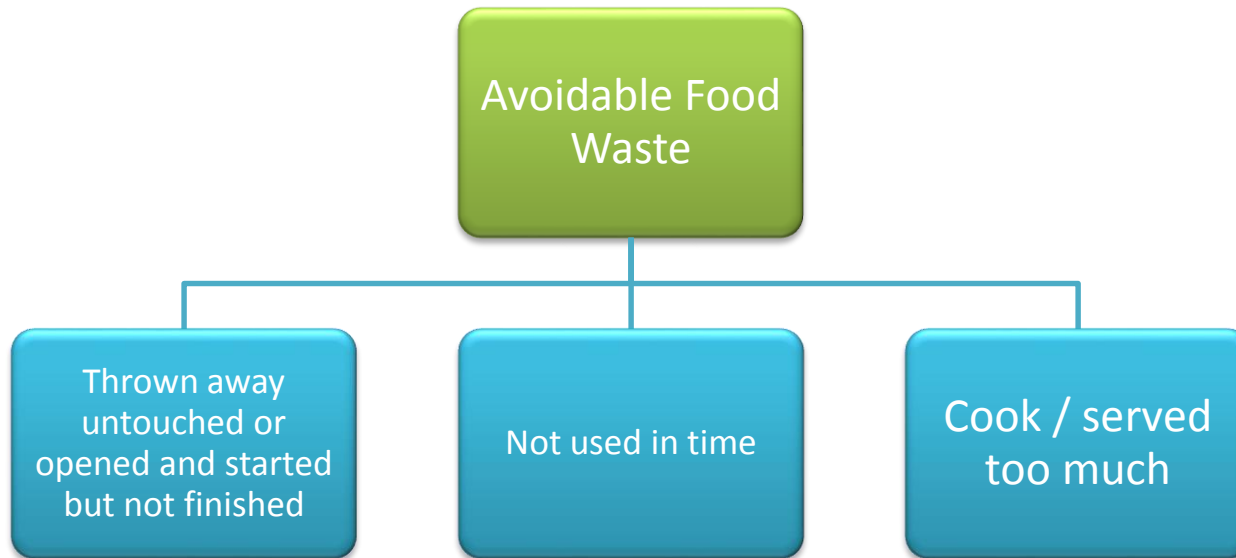 Avoidable Food
Waste
Thrown away
untouched or
opened and started
but not finished
Not used in time
Cook / served
too much